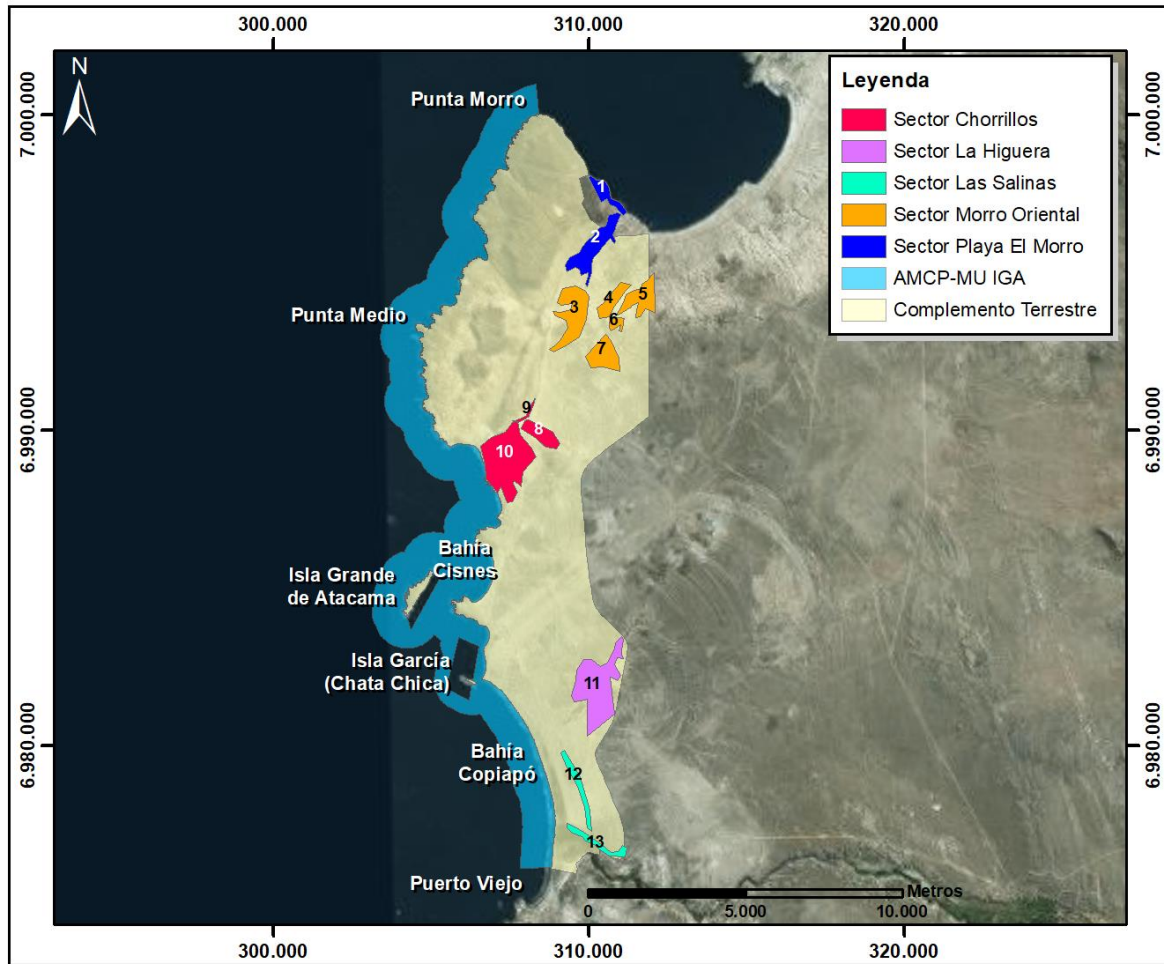 300.000
310.000
320.000
N
7.000.000
7.000.000
Leyenda
Sector Chorrillos
Sector La Higuera
Sector Las Salinas
Sector Morro Oriental
Sector Playa El Morro
AMCP-MU IGA
Complemento Terrestre
Punta Morro
1
2
Punta Medio
3
4
5
6
7
6.990.000
6.990.000
9
8
10
Bahía
Cisnes
Isla Grande
de Atacama
Isla García
(Chata Chica)
11
6.980.000
6.980.000
Bahía
Copiapó
12
13
Puerto Viejo
Metros
0
5.000
10.000
300.000
310.000
320.000